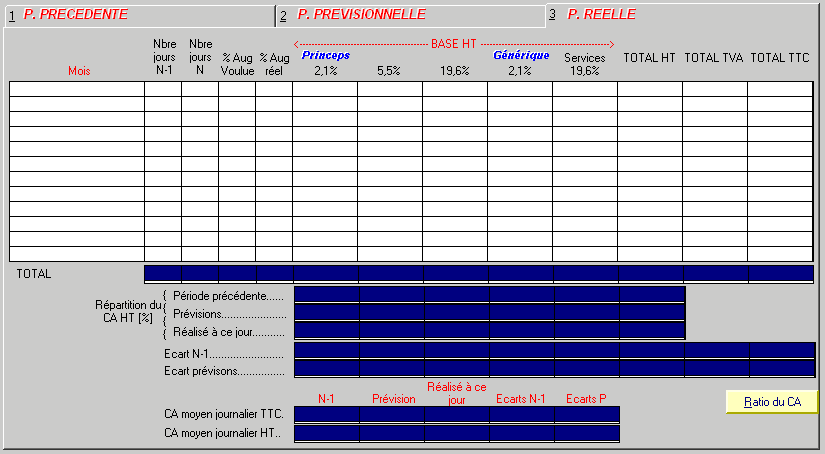 1 P. PRECEDENTE 2 P. PREVISIONNELLE 3 P. REELLE
<----- BASE HT ----->
Nbre Nbre % Aug % Aug Princeps Générique Services TOTAL HT TOTAL TVA TOTAL TTC
jours jours Voulue réel
Mois N-1 N 2,1% 5,5% 19,6% 2,1% 19,6%
TOTAL
Répartition du
CA HT [%]
{ Période précédente......
{ Prévisions......................
{ Réalisé à ce jour...........
Ecart N-1.........................
Ecart prévisons................
N-1 Prévision Réalisé à ce jour Ecarts N-1 Ecarts P
Ratio du CA
CA moyen journalier TTC.
CA moyen journalier HT..